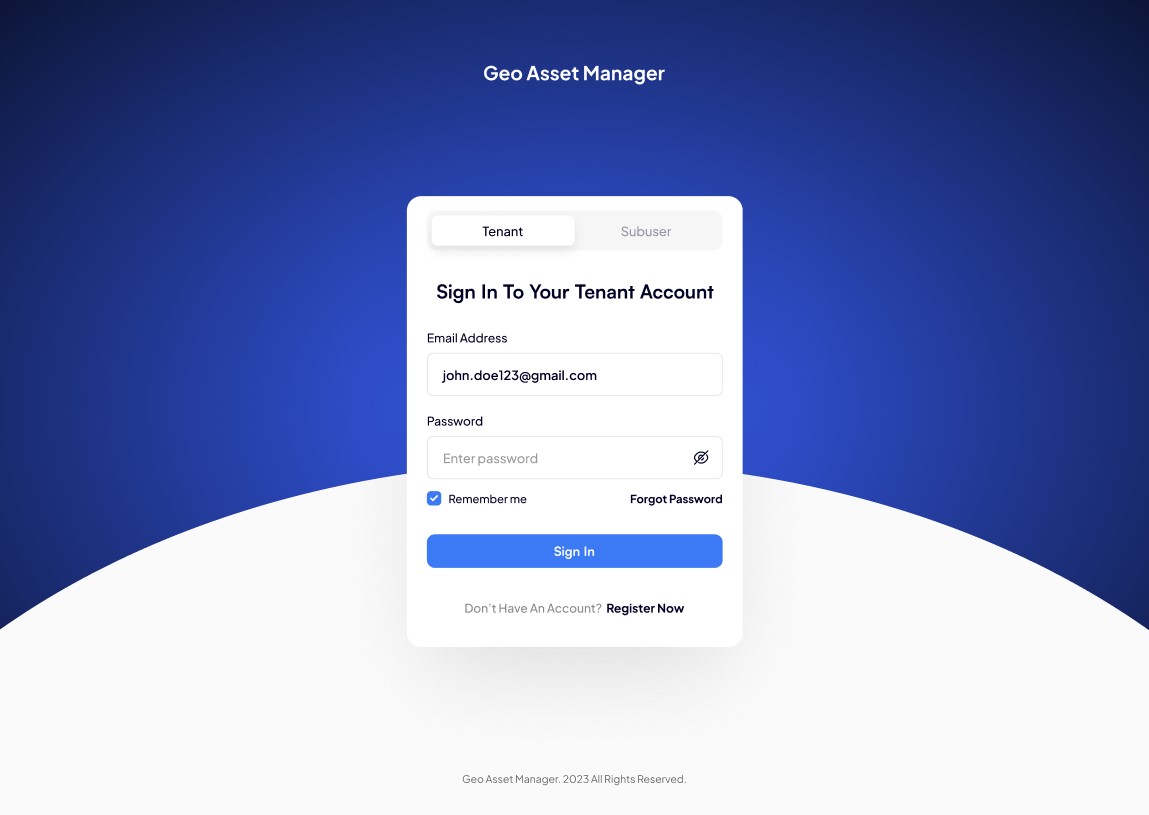 Geo Asset Manager
Tenant Subuser
Sign In To Your Tenant Account
Email Address
john.doe123@gmail.com
Password
Enter password
Remember me Forgot Password
Sign In
Don't Have An Account? Register Now
Geo Asset Manager. 2023 All Rights Reserved.